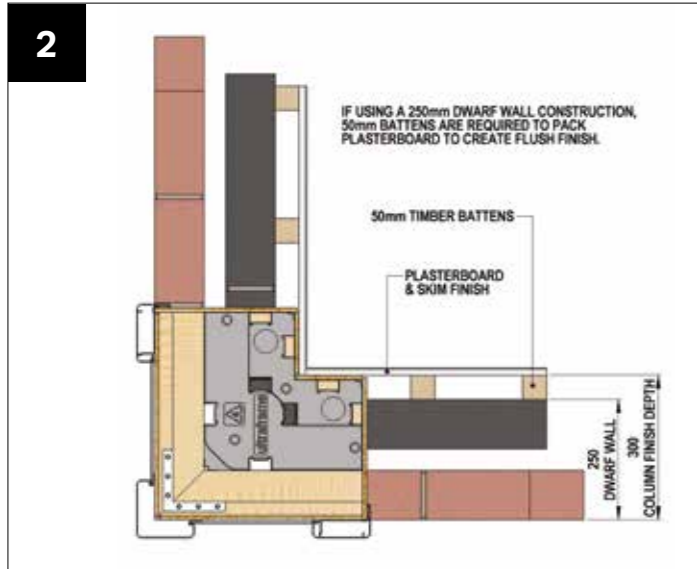 2
IF USING A 250mm DWARF WALL CONSTRUCTION,
50mm BATTENS ARE REQUIRED TO PACK
PLASTERBOARD TO CREATE FLUSH FINISH.
50mm TIMBER BATTENS
PLASTERBOARD
& SKIM FINISH
ultraframe
250
DWARF WALL
300
COLUMN FINISH DEPTH